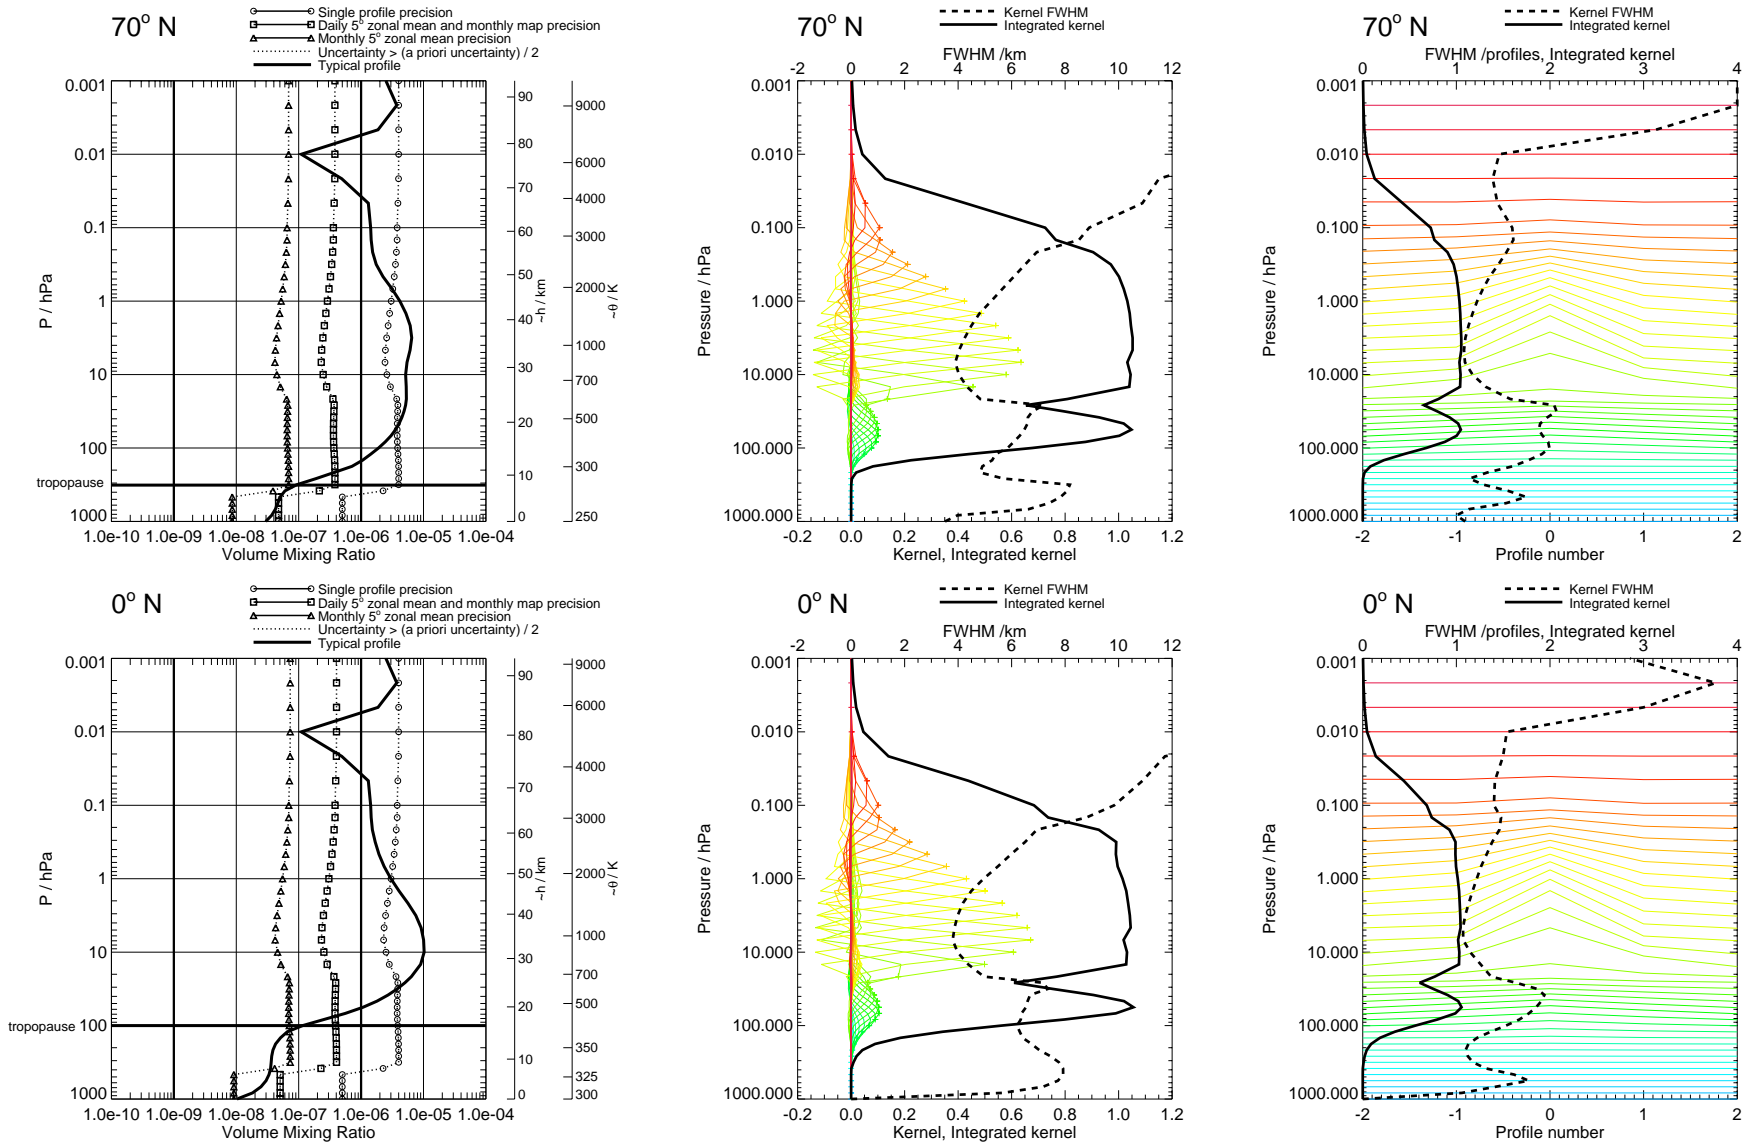 70° N
Single profile precision
Daily 5° zonal mean and monthly map precision
Monthly 5° zonal mean precision
Uncertainty > (a priori uncertainty) / 2
Typical profile
0.001
0.01
0.1
1
10
100
tropopause
1000
P / hPa
1.0e-10 1.0e-09 1.0e-08 1.0e-07 1.0e-06 1.0e-05 1.0e-04
Volume Mixing Ratio
90
80
70
60
50
40
30
20
10
0
~h / km
9000
6000
4000
3000
2000
1000
700
500
300
250
~θ / K
70° N
Kernel FWHM
Integrated kernel
FWHM /km
-2 0 2 4 6 8 10 12
0.001
0.010
0.100
1.000
10.000
100.000
1000.000
Pressure / hPa
-0.2 0.0 0.2 0.4 0.6 0.8 1.0 1.2
Kernel, Integrated kernel
70° N
Kernel FWHM
Integrated kernel
FWHM /profiles, Integrated kernel
0 1 2 3 4
0.001
0.010
0.100
1.000
10.000
100.000
1000.000
Pressure / hPa
-2 -1 0 1 2
Profile number
0° N
Single profile precision
Daily 5° zonal mean and monthly map precision
Monthly 5° zonal mean precision
Uncertainty > (a priori uncertainty) / 2
Typical profile
0.001
0.01
0.1
1
10
tropopause 100
1000
P / hPa
1.0e-10 1.0e-09 1.0e-08 1.0e-07 1.0e-06 1.0e-05 1.0e-04
Volume Mixing Ratio
90
80
70
60
50
40
30
20
10
0
~h / km
9000
6000
4000
3000
2000
1000
700
500
350
325
300
~θ / K
0° N
Kernel FWHM
Integrated kernel
FWHM /km
-2 0 2 4 6 8 10 12
0.001
0.010
0.100
1.000
10.000
100.000
1000.000
Pressure / hPa
-0.2 0.0 0.2 0.4 0.6 0.8 1.0 1.2
Kernel, Integrated kernel
0° N
Kernel FWHM
Integrated kernel
FWHM /profiles, Integrated kernel
0 1 2 3 4
0.001
0.010
0.100
1.000
10.000
100.000
1000.000
Pressure / hPa
-2 -1 0 1 2
Profile number